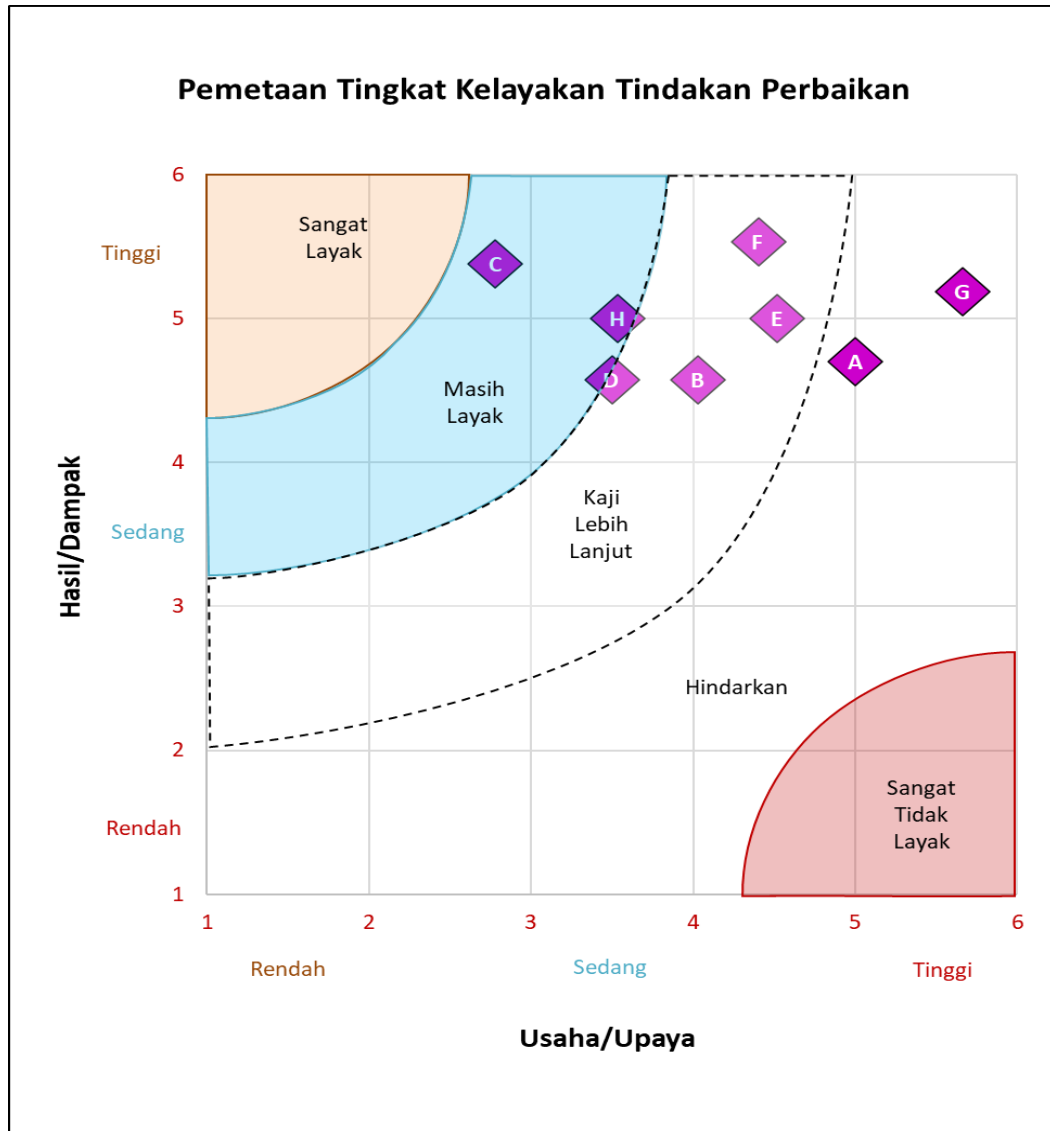 Pemetaan Tingkat Kelayakan Tindakan Perbaikan
6
Sangat
Layak
F
Tinggi
C
G
5
H
E
A
D
B
Masih
Layak
4
Kaji
Lebih
Lanjut
Sedang
Hasil/Dampak
3
Hindarkan
2
Sangat
Tidak
Layak
Rendah
1
1
2
3
4
5
6
Rendah
Sedang
Tinggi
Usaha/Upaya